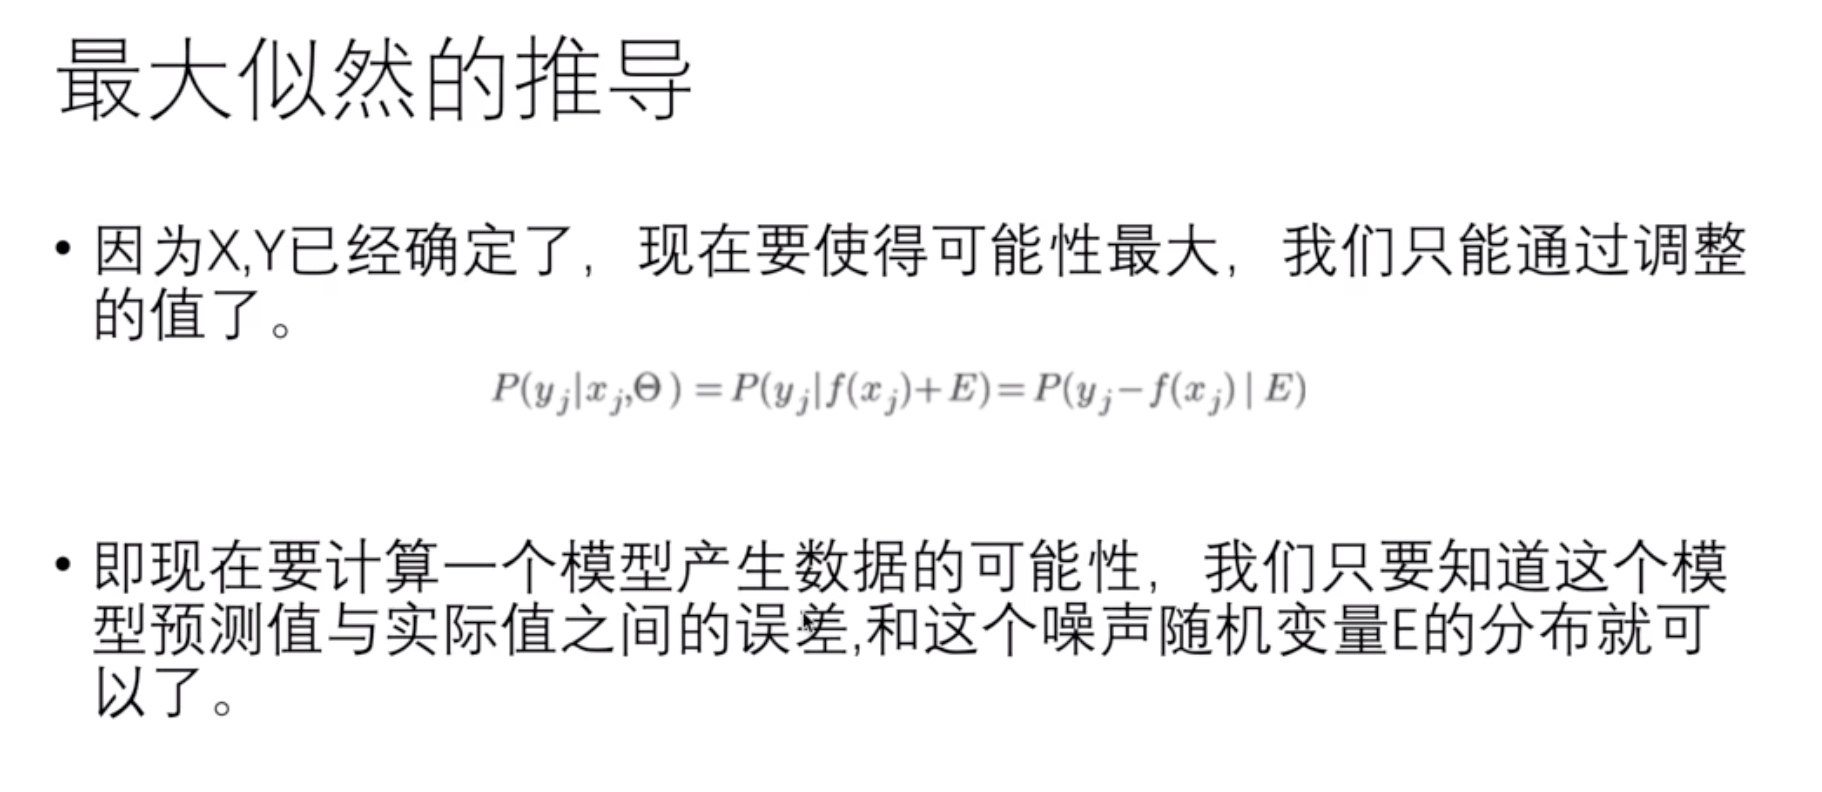 最大似然的推导
• 因为X,Y已经确定了，现在要使得可能性最大，我们只能通过调整
的值了。
P(y_j|x_j,Θ) = P(y_j|f(x_j)+E) = P(y_j−f(x_j) | E)
• 即现在要计算一个模型产生数据的可能性，我们只要知道这个模
型预测值与实际值之间的误差,和这个噪声随机变量E的分布就可
以了。